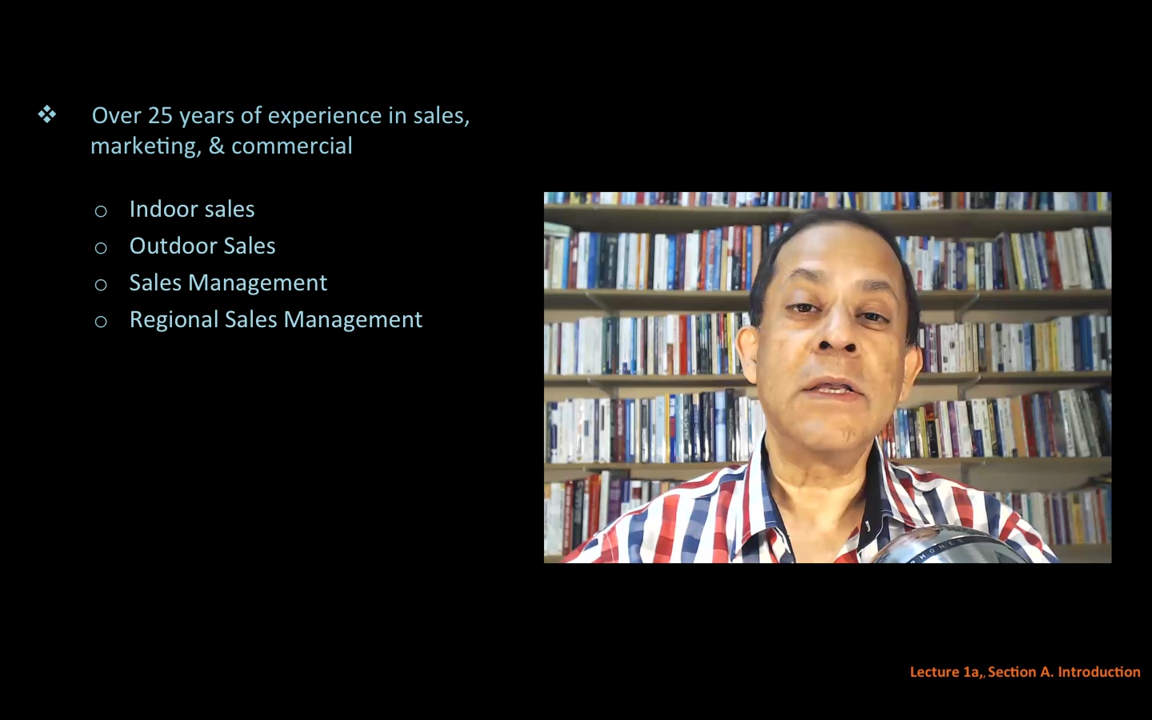 ❖ Over 25 years of experience in sales,
marketing, & commercial
○ Indoor sales
○ Outdoor Sales
○ Sales Management
○ Regional Sales Management
Lecture 1a,. Section A. Introduction